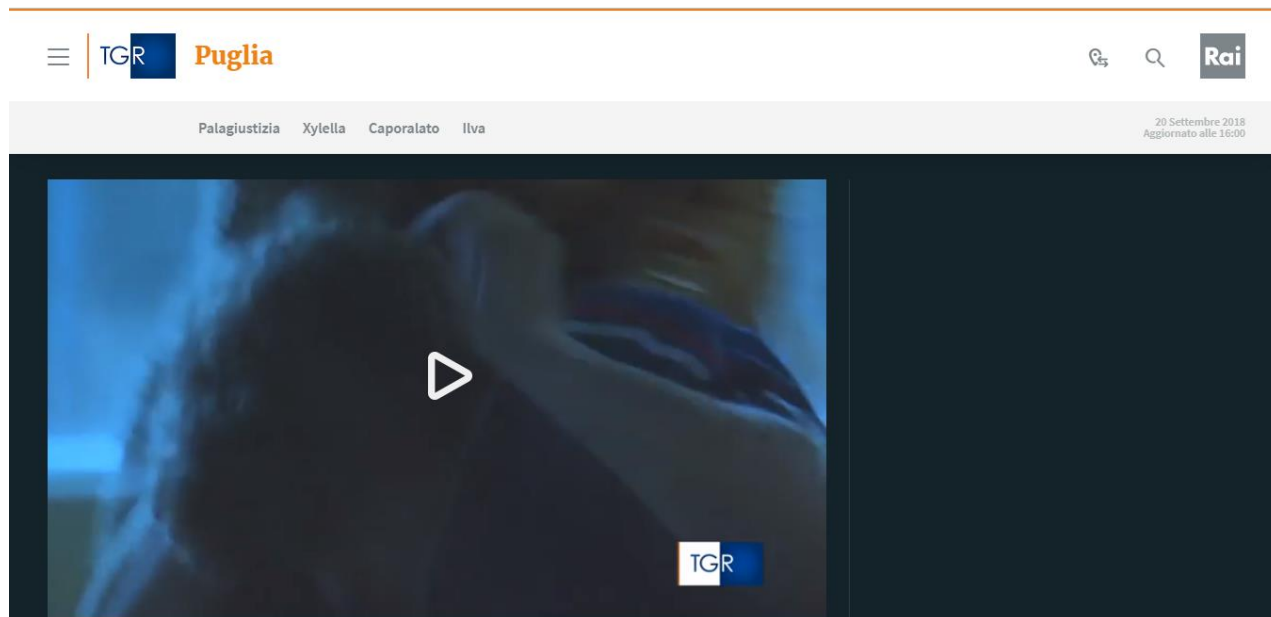 TGR Puglia Rai
Palagiustizia Xylella Caporalato Ilva
20 Settembre 2018
Aggiornato alle 16:00
TGR